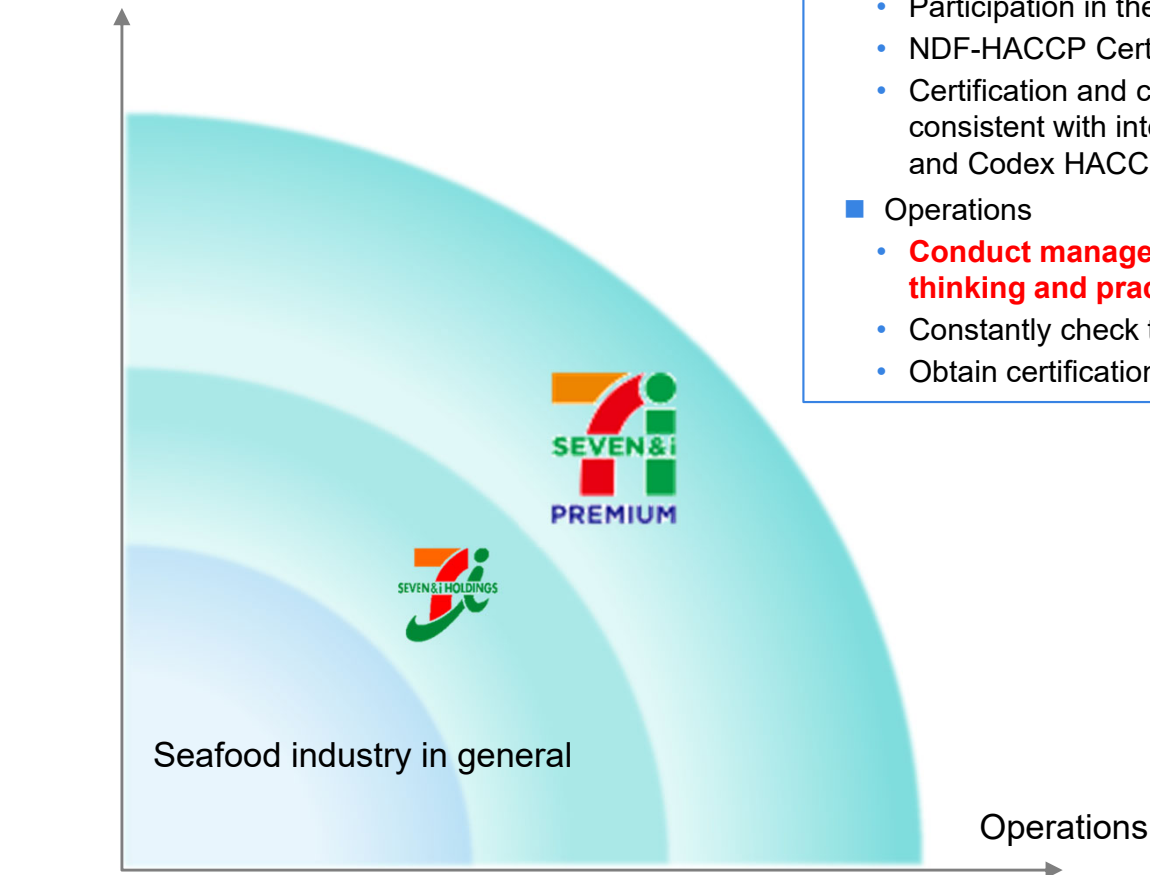 Participation in the
NDF-HACCP Cert
Certification and c
consistent with inte
and Codex HACC
Operations
Conduct manage
thinking and prac
Constantly check t
Obtain certification
SEVEN&i
PREMIUM
SEVEN&i HOLDINGS
Seafood industry in general
Operations